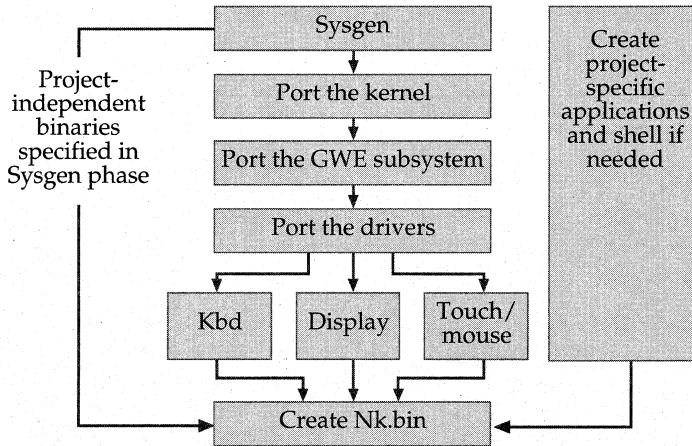 Sysgen
Project-
independent
binaries
specified in
Sysgen phase
Port the kernel
Port the GWE subsystem
Port the drivers
Kbd
Display
Touch/
mouse
Create Nk.bin
Create
project-
specific
applications
and shell if
needed